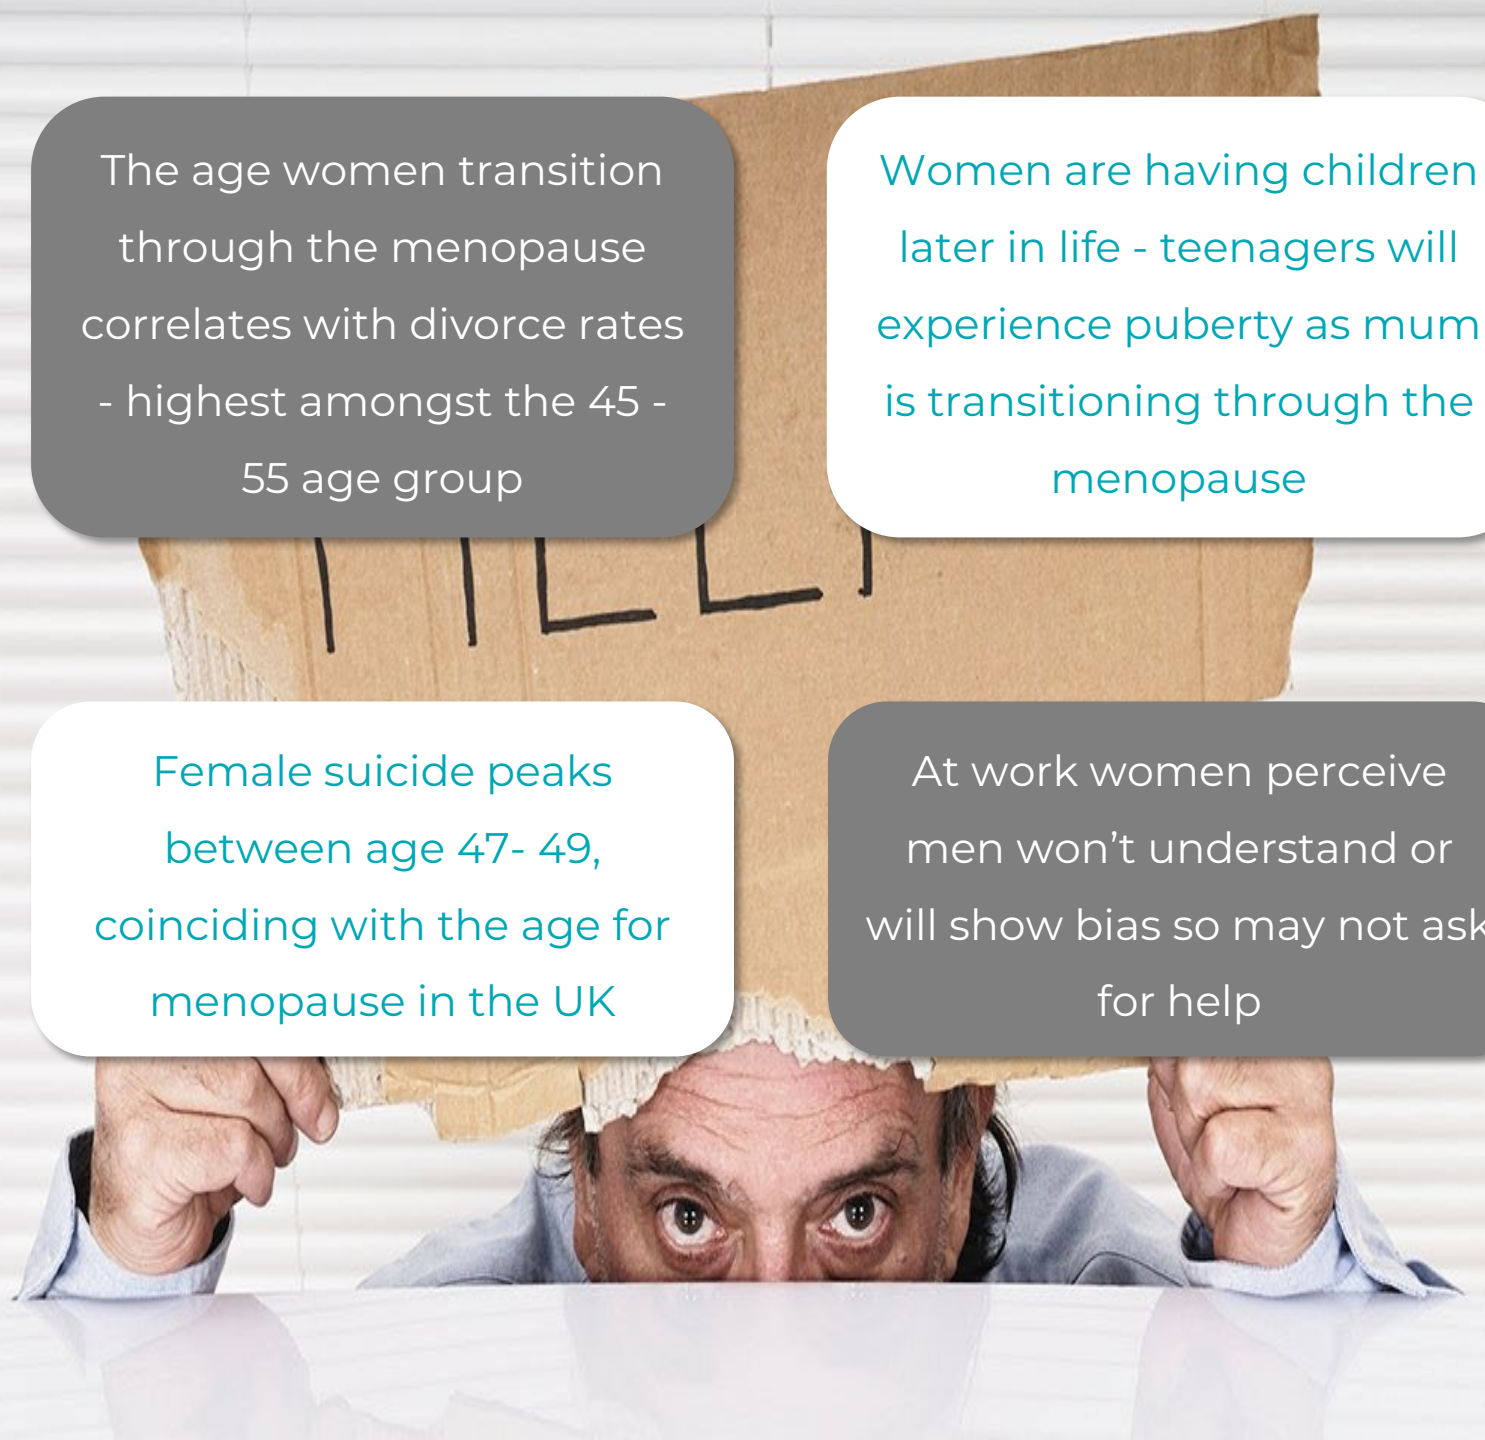 The age women transition
through the menopause
correlates with divorce rates
- highest amongst the 45 -
55 age group
Women are having children
later in life - teenagers will
experience puberty as mum
is transitioning through the
menopause
Female suicide peaks
between age 47- 49,
coinciding with the age for
menopause in the UK
At work women perceive
men won’t understand or
will show bias so may not ask
for help